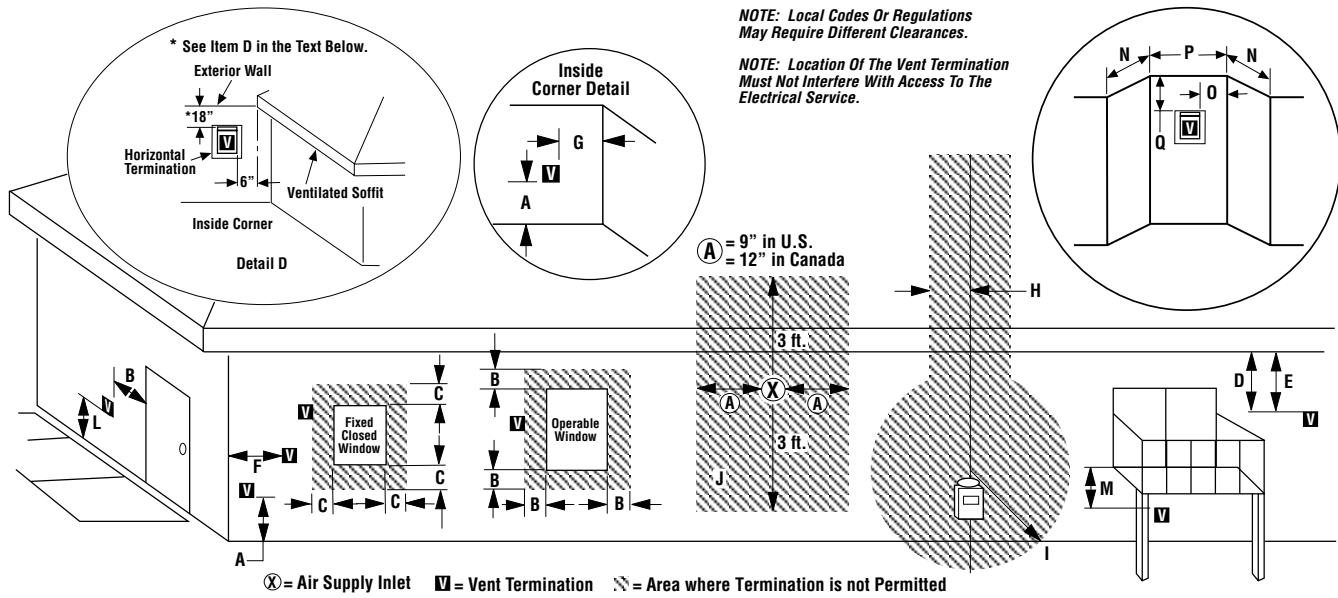 * See Item D in the Text Below.
Exterior Wall
*18”
V
Horizontal
Termination
6”
Ventilated Soffit
Inside Corner
Detail D
Inside
Corner Detail
G
V
A
NOTE: Local Codes Or Regulations
May Require Different Clearances.
NOTE: Location Of The Vent Termination
Must Not Interfere With Access To The
Electrical Service.
N P N
O
V
Q
A = 9” in U.S.
= 12” in Canada
H
3 ft.
A X A
3 ft.
J
B
V
L
F V
V
A
V
Fixed
Closed
Window
C
C
C C
B
V
Operable
Window
B
B B
I
D E
V
M
V
X = Air Supply Inlet V = Vent Termination = Area where Termination is not Permitted